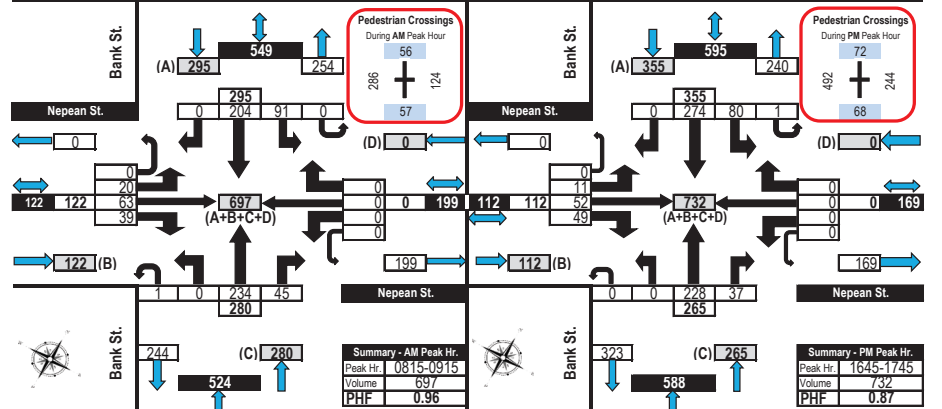 Bank St.
549
(A) 295
254
Pedestrian Crossings
During AM Peak Hour
56
286
124
57
295
0 204 91 0
Nepean St.
0
(D) 0
0
20
63
39
122 122
697
(A+B+C+D)
0
0
0
0
0 199
122 (B)
199
1 0 234 45
280
Nepean St.
Bank St.
244
(C) 280
524
Summary - AM Peak Hr.
Peak Hr. 0815-0915
Volume 697
PHF 0.96
Bank St.
595
(A) 355
240
Pedestrian Crossings
During PM Peak Hour
72
492
244
68
355
0 274 80 1
Nepean St.
0
(D) 0
0
11
52
49
112 112
732
(A+B+C+D)
0
0
0
0
0 169
112 (B)
169
0 0 228 37
265
Nepean St.
Bank St.
323
(C) 265
588
Summary - PM Peak Hr.
Peak Hr. 1645-1745
Volume 732
PHF 0.87